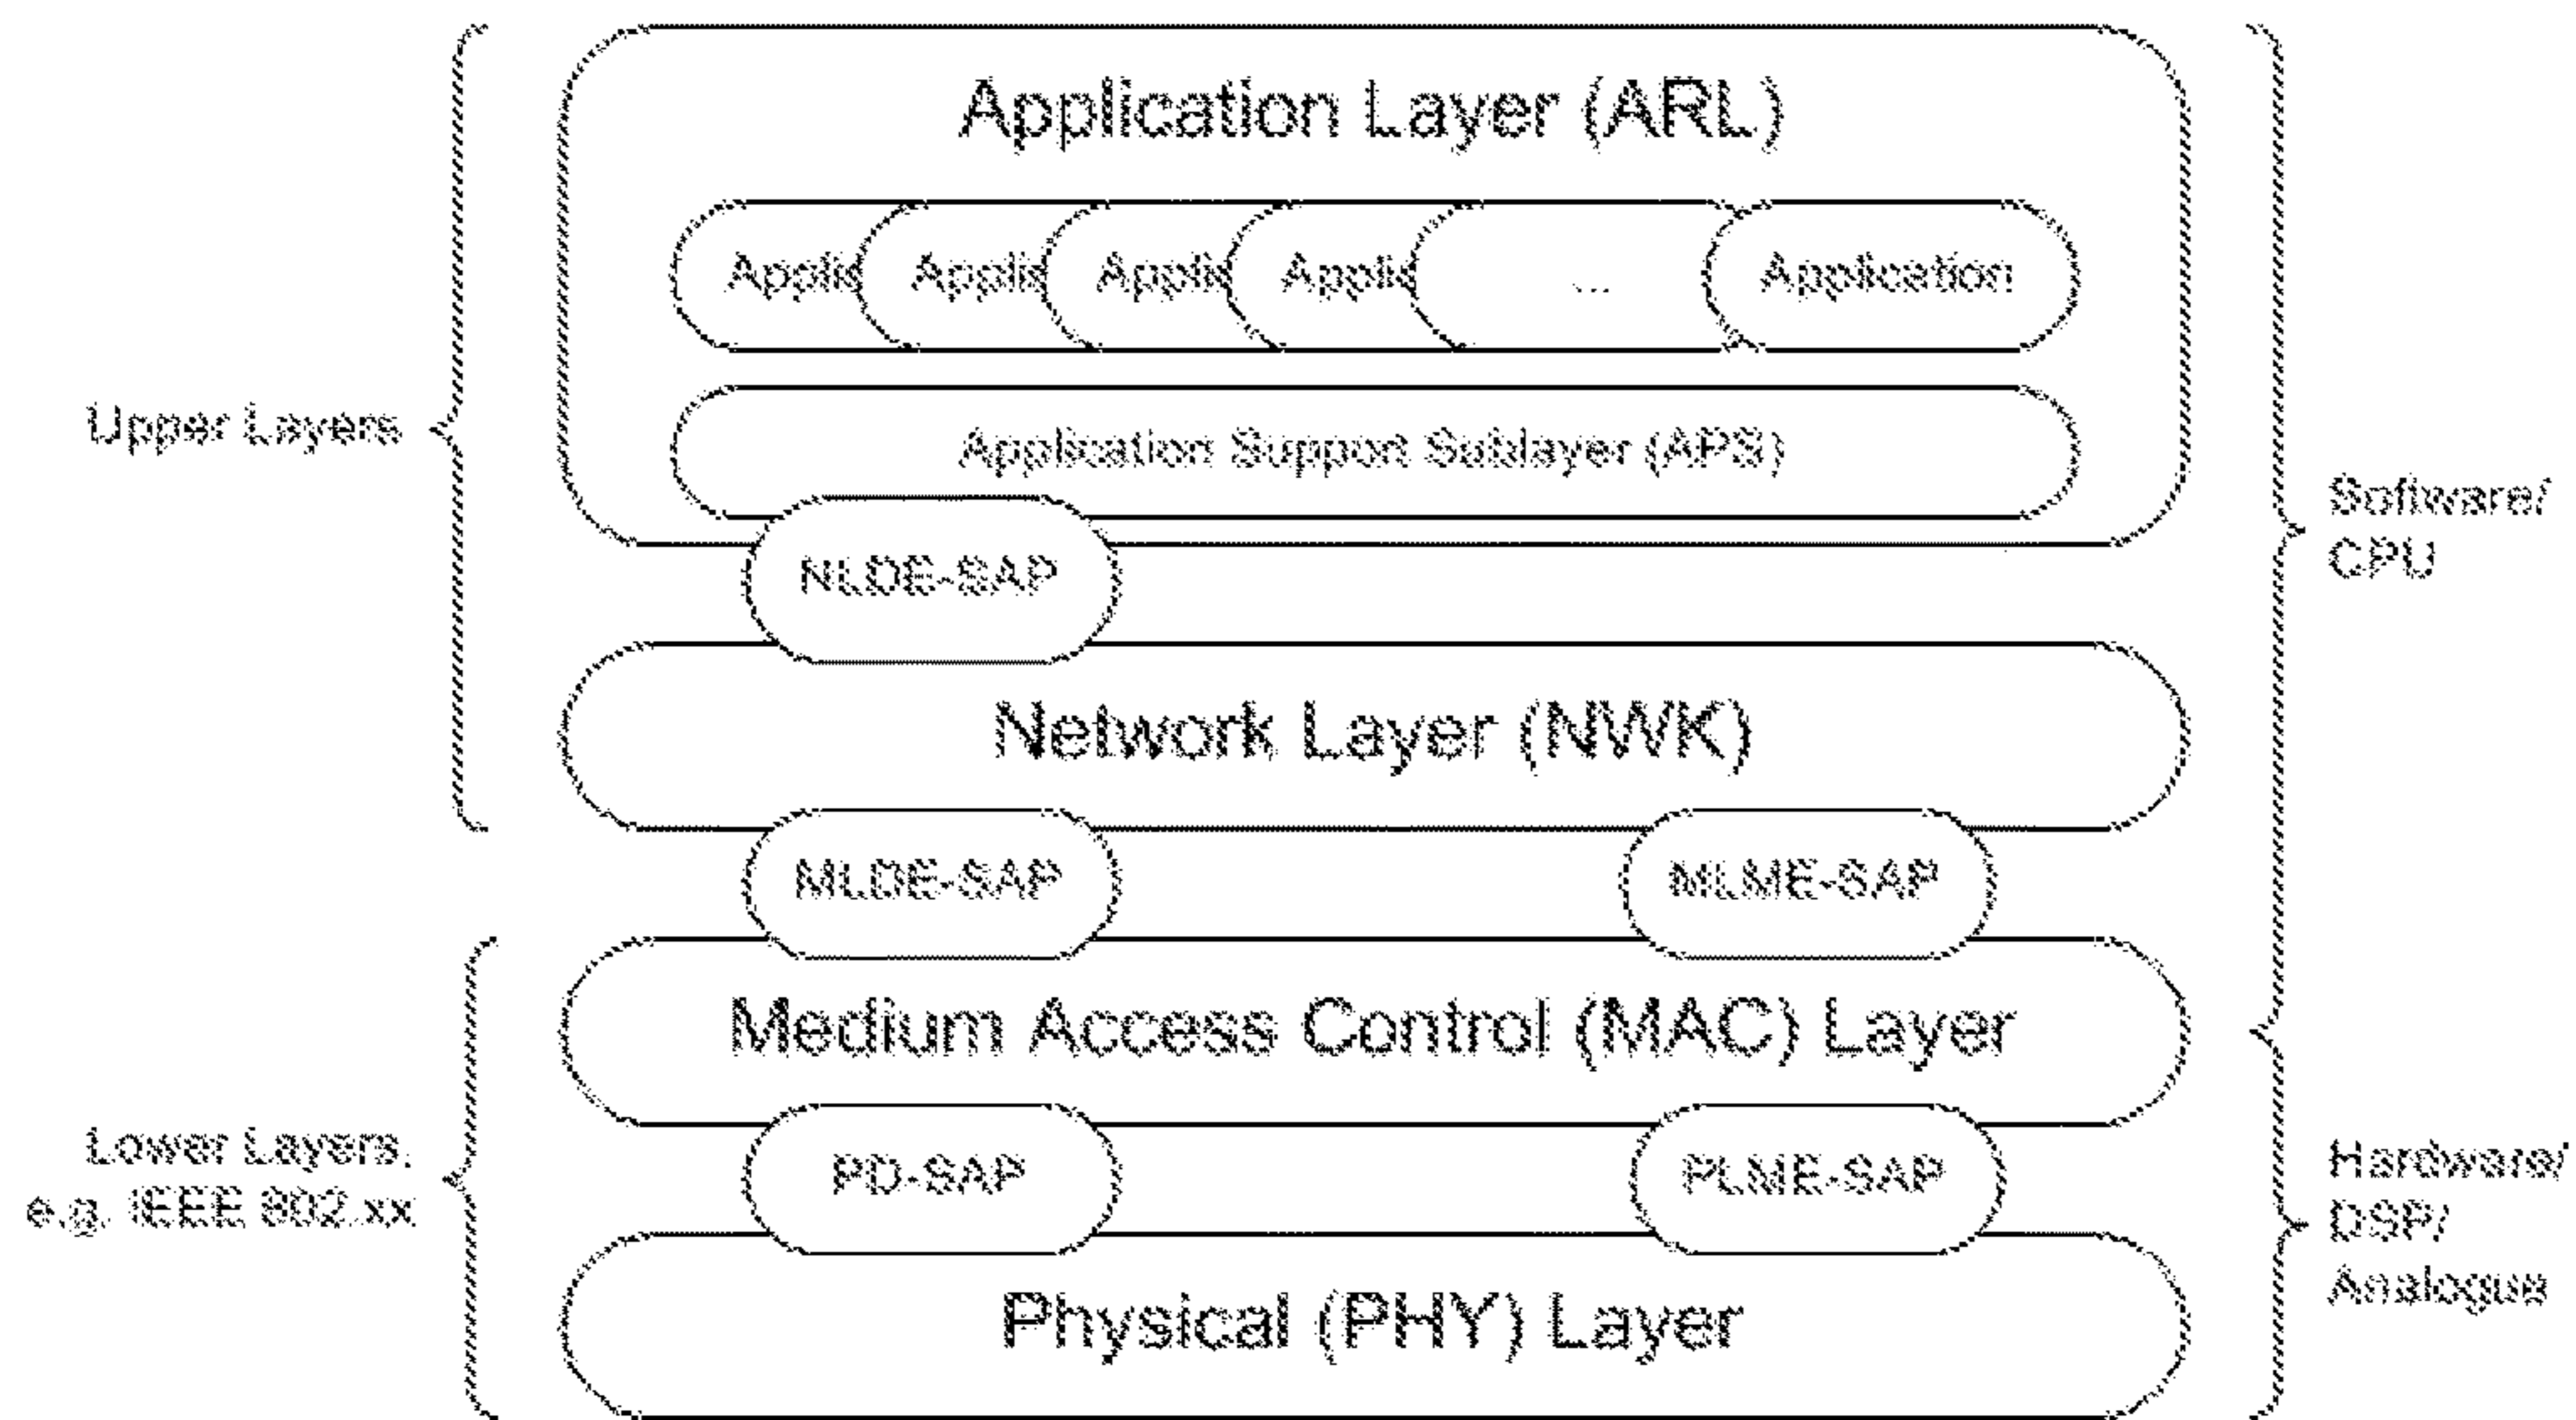 Application Layer (ARL)
Applic
Applic
Applic
Applic
...
Application
Upper Layers
Application Support Sublayer (APS)
Software/
CPU
NLDE-SAP
Network Layer (NWK)
MLDE-SAP
MLME-SAP
Medium Access Control (MAC) Layer
Lower Layers,
e.g. IEEE 802.xx
PD-SAP
PLME-SAP
Hardware/
DSP/
Analogue
Physical (PHY) Layer